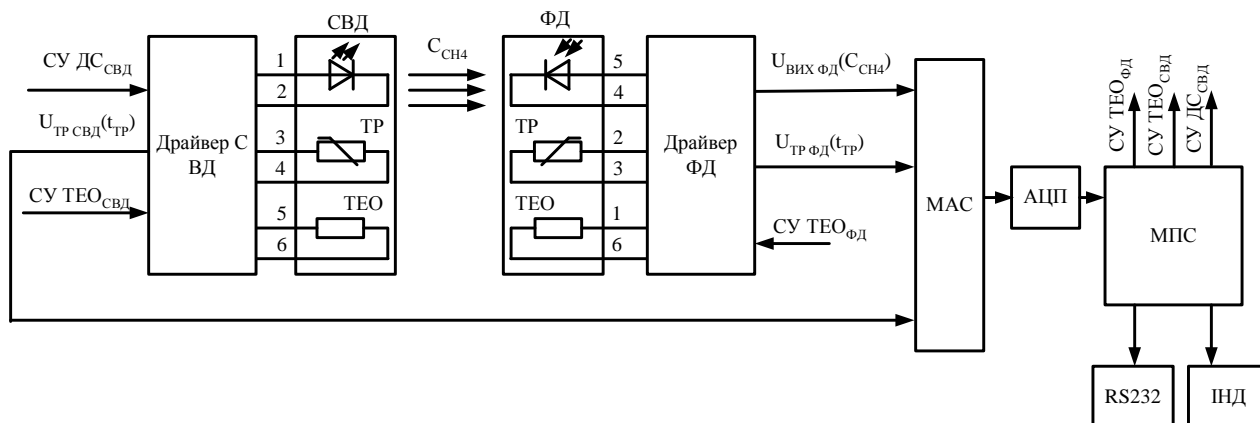 СВД
ФД
СУ ДС_СВД
U_ТР СВД(t_ТР)
СУ ТЕО_СВД
Драйвер С
ВД
1
2
3
4
5
6
ТР
ТЕО
C_CH4
ТР
ТЕО
5
4
2
3
1
6
Драйвер
ФД
U_ВИХ ФД(C_CH4)
U_ТР ФД(t_ТР)
СУ ТЕО_ФД
МАС
АЦП
СУ ТЕО_ФД
СУ ТЕО_СВД
СУ ДС_СВД
МПС
RS232
ІНД